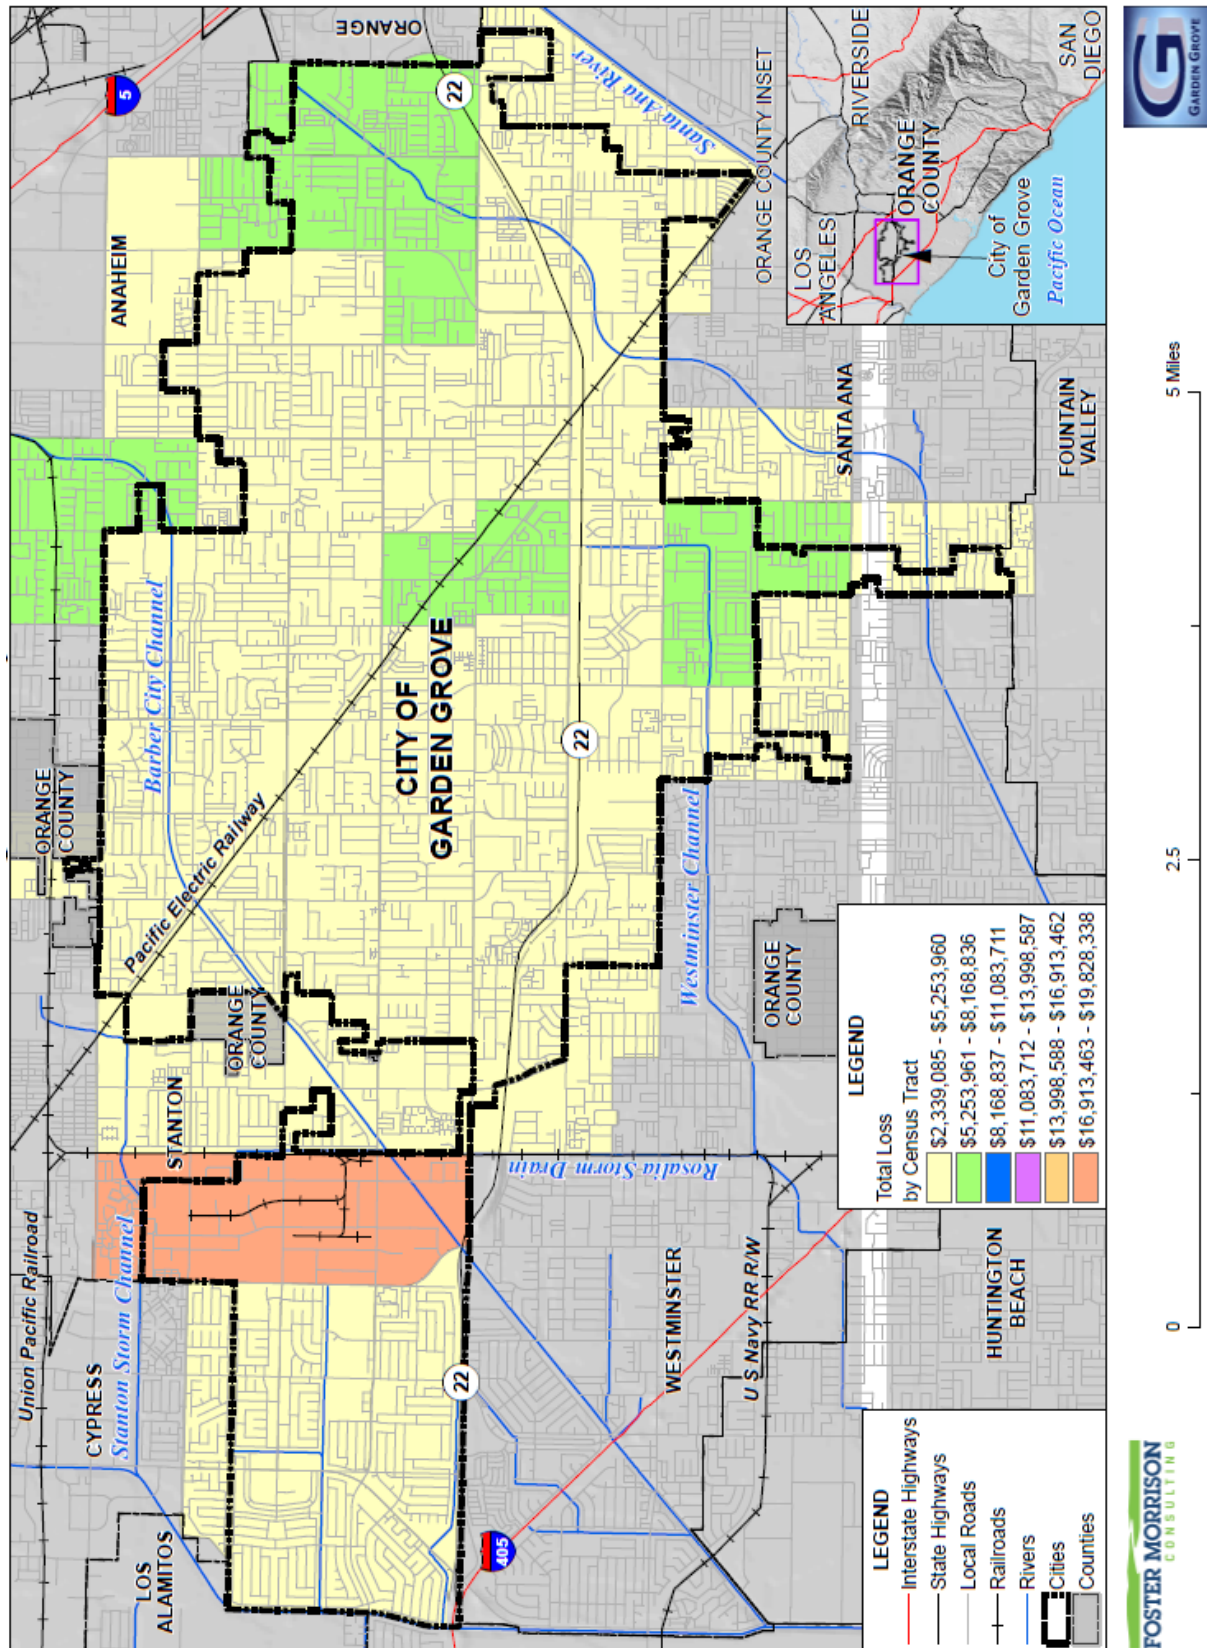 Union Pacific Railroad
CYPRESS
Stanton Storm Channel
LOS
ALAMITOS
STANTON
ORANGE
COUNTY
Pacific Electric Railway
ORANGE
COUNTY
Barber City Channel
ANAHEIM
5
ORANGE
22
CITY OF
GARDEN GROVE
22
22
Santa Ana River
Rosalia Storm Drain
Westminster Channel
405
WESTMINSTER
U S Navy RR R/W
ORANGE
COUNTY
SANTA ANA
HUNTINGTON
BEACH
FOUNTAIN
VALLEY
LEGEND
Interstate Highways
State Highways
Local Roads
Railroads
Rivers
Cities
Counties
LEGEND
Total Loss
by Census Tract
$2,339,085 - $5,253,960
$5,253,961 - $8,168,836
$8,168,837 - $11,083,711
$11,083,712 - $13,998,587
$13,998,588 - $16,913,462
$16,913,463 - $19,828,338
ORANGE COUNTY INSET
LOS
ANGELES
RIVERSIDE
ORANGE
COUNTY
City of
Garden Grove
Pacific Ocean
SAN
DIEGO
FOSTER MORRISON
CONSULTING
0
2.5
5 Miles
G
GARDEN GROVE